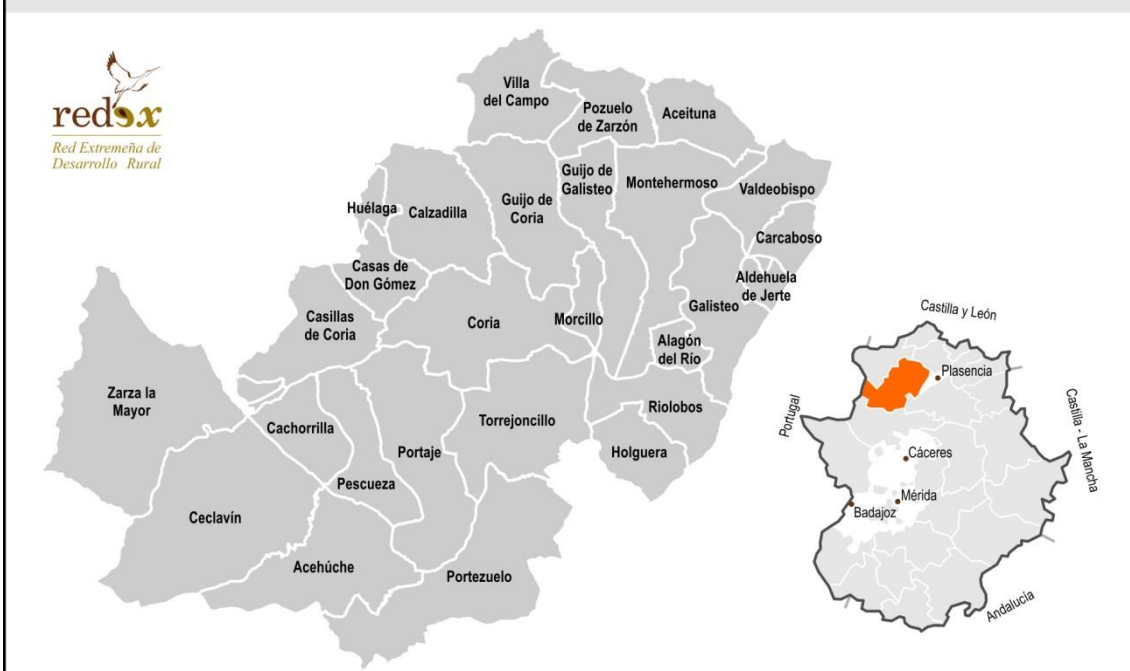 redex
Red Extremeña de
Desarrollo Rural
Villa
del Campo
Pozuelo
de Zarzón
Aceituna
Guijo de
Galisteo
Montehermoso
Valdeobispo
Huélaga
Calzadilla
Guijo de
Coria
Carcaboso
Casas de
Don Gómez
Aldehuela
de Jerte
Casillas
de Coria
Coria
Morcillo
Galisteo
Alagón
del Río
Zarza la
Mayor
Cachorrilla
Portaje
Torrejoncillo
Riolobos
Holguera
Pescueza
Ceclavín
Acehúche
Portezuelo
Castilla y León
Plasencia
Portugal
Castilla - La Mancha
Cáceres
Mérida
Badajoz
Andalucía